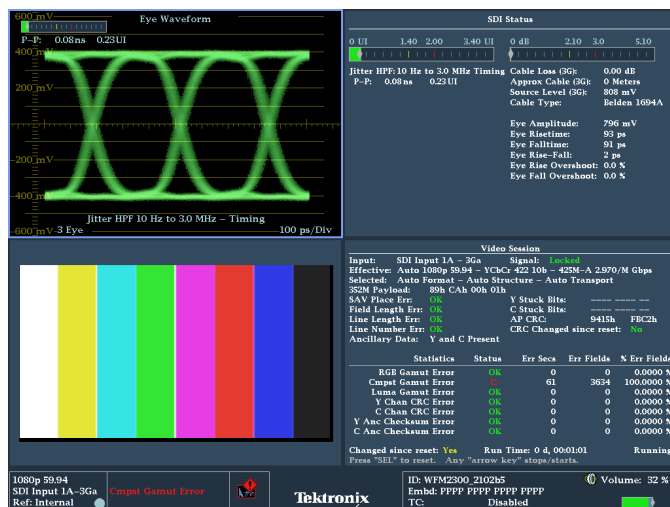 Eye Waveform
600 mV
P-P: 0.08ns 0.23UI
400 mV
200 mV
0 mV
-200 mV
-400 mV
-600 mV
Jitter HPF 10 Hz to 3.0 MHz - Timing
3 Eye 100 ps/Div
SDI Status
0 UI 1.40 2.00 3.40 UI 0 dB 2.10 3.0 5.10
Jitter HPF: 10 Hz to 3.0 MHz Timing
P-P: 0.08ns 0.23UI
Cable Loss (3G): 0.00 dB
Approx Cable (3G): 0 Meters
Source Level (3G): 808 mV
Cable Type: Belden 1694A
Eye Amplitude: 796 mV
Eye Risetime: 93 ps
Eye Falltime: 91 ps
Eye Rise-Fall: 2 ps
Eye Rise Overshoot: 0.0 %
Eye Fall Overshoot: 0.0 %
Video Session
Input: SDI Input 1A - 3Ga Signal: Locked
Effective: Auto 1080p 59.94 - YCbCr 422 10b - 425M-A 2.970/M Gbps
Selected: Auto Format - Auto Structure - Auto Transport
352M Payload: 89h CAh 00h 01h
SAV Place Err: OK Y Stuck Bits: ---- ---- --
Field Length Err: OK C Stuck Bits: ---- ---- --
Line Length Err: OK AP CRC: 9415h FBC2h
Line Number Err: OK CRC Changed since reset: No
Ancillary Data: Y and C Present
Statistics Status Err Secs Err Fields % Err Fields
RGB Gamut Error OK 0 0 0.0000 %
Cmpst Gamut Error C- 61 3634 100.0000 %
Luma Gamut Error OK 0 0 0.0000 %
Y Chan CRC Error OK 0 0 0.0000 %
C Chan CRC Error OK 0 0 0.0000 %
Y Anc Checksum Error OK 0 0 0.0000 %
C Anc Checksum Error OK 0 0 0.0000 %
Changed since reset: Yes Run Time: 0 d, 00:01:01 Running
Press "SEL" to reset. Any "arrow key" stops/starts.
1080p 59.94
SDI Input 1A-3Ga
Ref: Internal
Cmpst Gamut Error
Tektronix
ID: WFM2300_2102b5
Embd: PPPP PPPP PPPP PPPP
TC: Disabled
Volume: 32 %